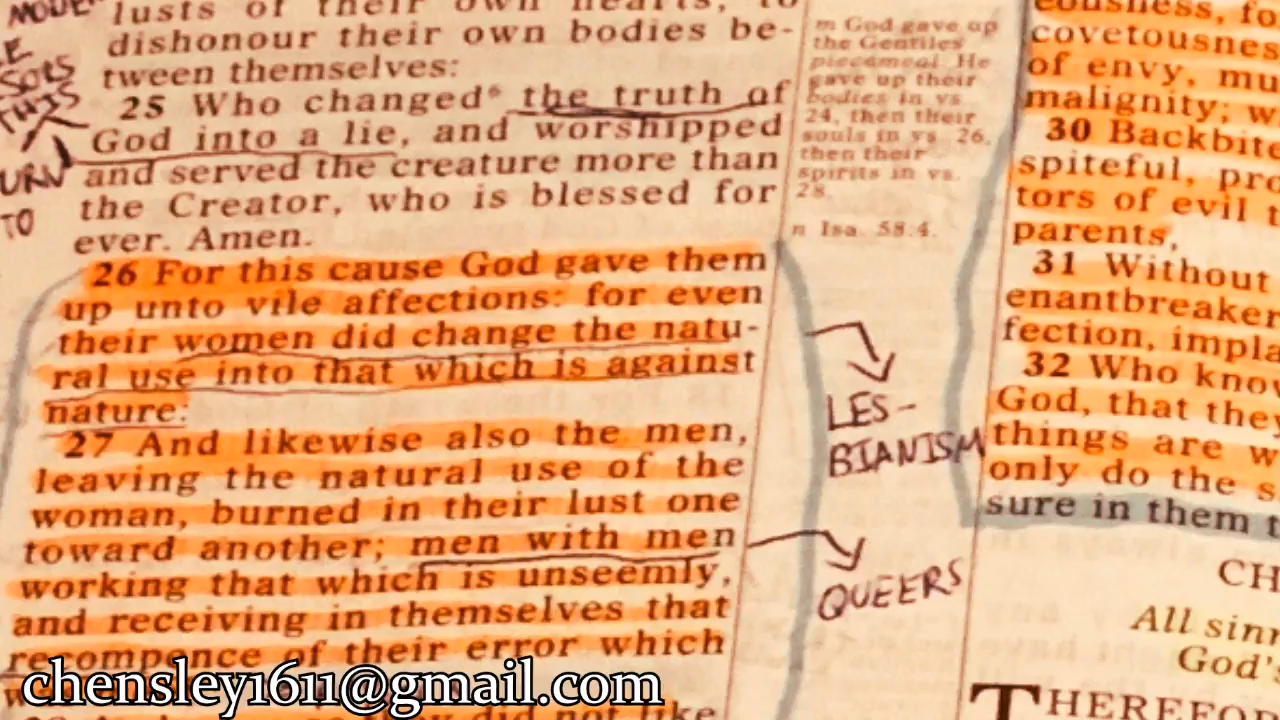 lusts of their own hearts, to
dishonour their own bodies be-
tween themselves:
25 Who changed the truth of
God into a lie, and worshipped
and served the creature more than
the Creator, who is blessed for
ever. Amen.
26 For this cause God gave them
up unto vile affections: for even
their women did change the natu-
ral use into that which is against
nature:
27 And likewise also the men,
leaving the natural use of the
woman, burned in their lust one
toward another; men with men
working that which is unseemly,
and receiving in themselves that
recompence of their error which
did not like
THIS
URN
TO
m God gave up
the Gentiles
piecemeal. He
gave up their
bodies in vs.
24, then their
souls in vs. 26,
then their
spirits in vs.
28.
n Isa. 58:4.
LES-
BIANISM
QUEERS
eousness, fo
covetousnes
of envy, mu
malignity; w
30 Backbite
spiteful, pro
tors of evil t
parents,
31 Without
enantbreaker
fection, impla
32 Who know
God, that they
things are w
only do the s
sure in them t
CH
All sinn
God's
THEREFOR
chensley1611@gmail.com